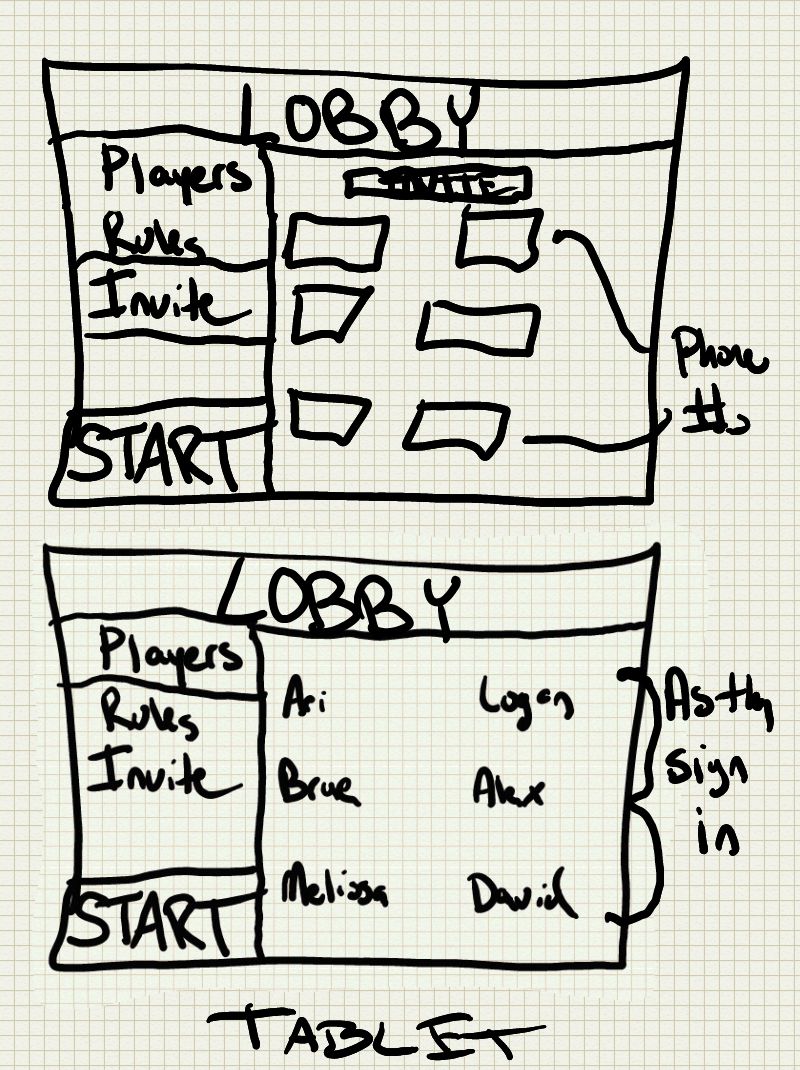 LOBBY
Players
INVITE
Rules
Invite
Phone
#s
START
LOBBY
Players
Ari Logan
As they
Rules
sign
Invite
Brue Alex
in
Melissa David
START
TABLET